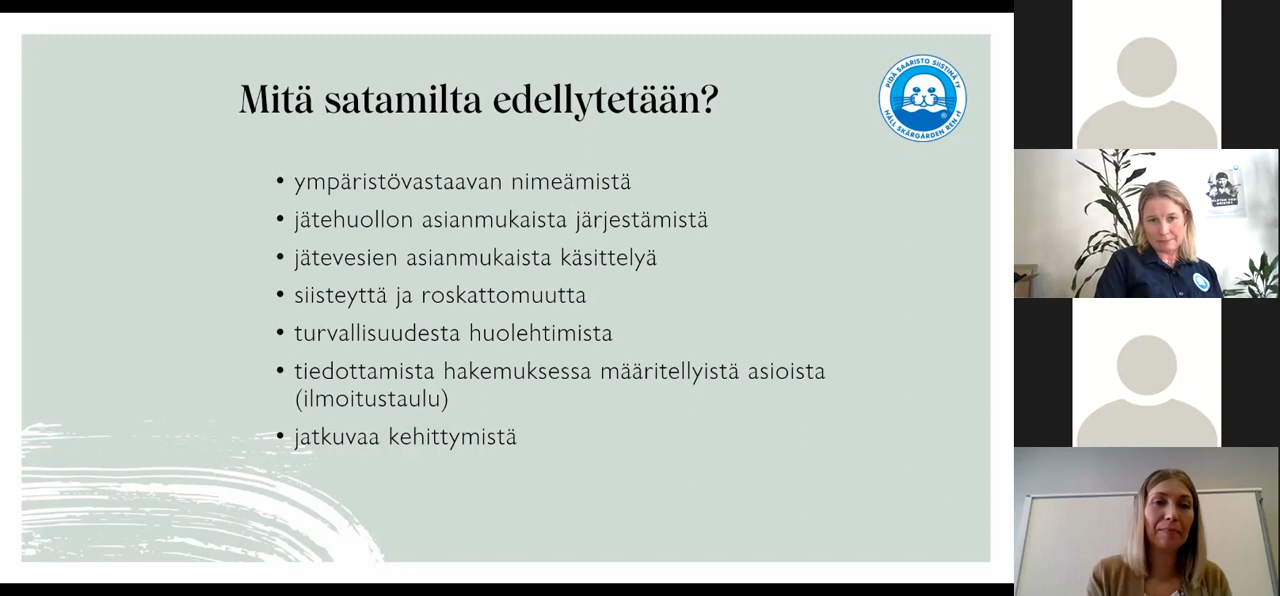 Mitä satamilta edellytetään?
PIDÄ SAARISTO SIISTINÄ ry
HÅLL SKÄRGÅRDEN REN rf
®
• ympäristövastaavan nimeämistä
• jätehuollon asianmukaista järjestämistä
• jätevesien asianmukaista käsittelyä
• siisteyttä ja roskattomuutta
• turvallisuudesta huolehtimista
• tiedottamista hakemuksessa määritellyistä asioista
(ilmoitustaulu)
• jatkuvaa kehittymistä